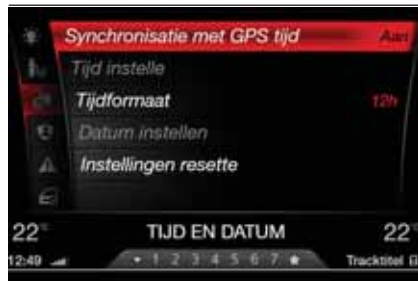 Synchronisatie met GPS tijd Aan
Tijd instelle
Tijdformaat 12h
Datum instellen
Instellingen resette
22° TIJD EN DATUM 22°
12:49 1 2 3 4 5 6 7 Tracktitel